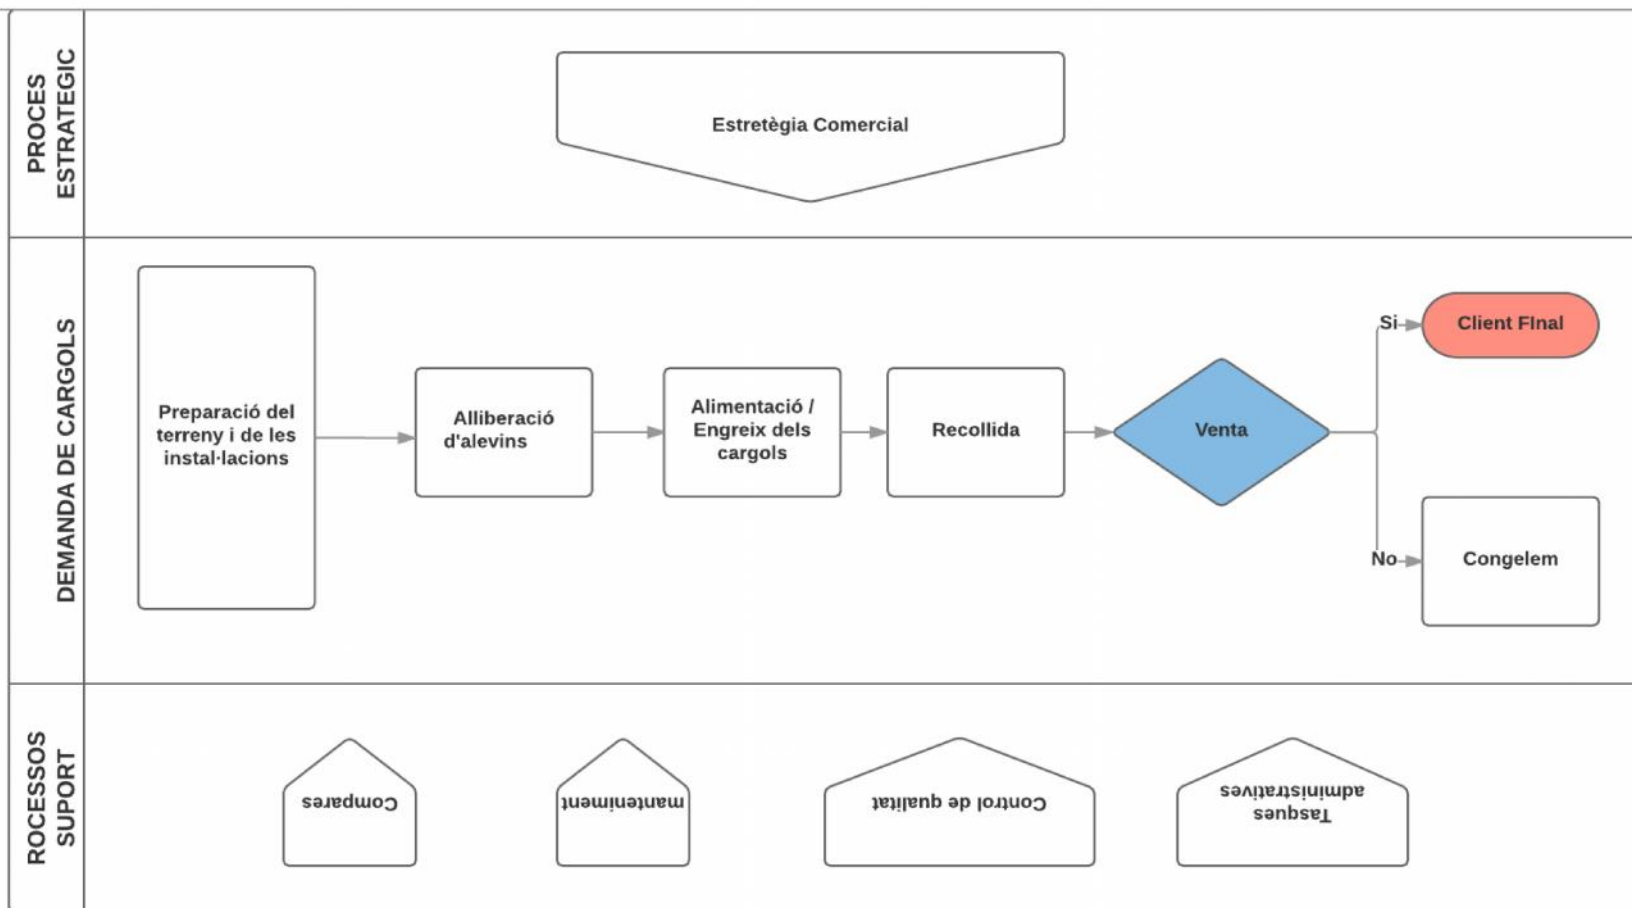 PROCES
ESTRATEGIC
Estretègia Comercial
DEMANDA DE CARGOLS
Preparació del
terreny i de les
instal·lacions
Alliberació
d'alevins
Alimentació /
Engreix dels
cargols
Recollida
Venta
Si
Client FInal
No
Congelem
ROCESSOS
SUPORT
Compares
manteniment
Control de qualitat
Tasques
administratives